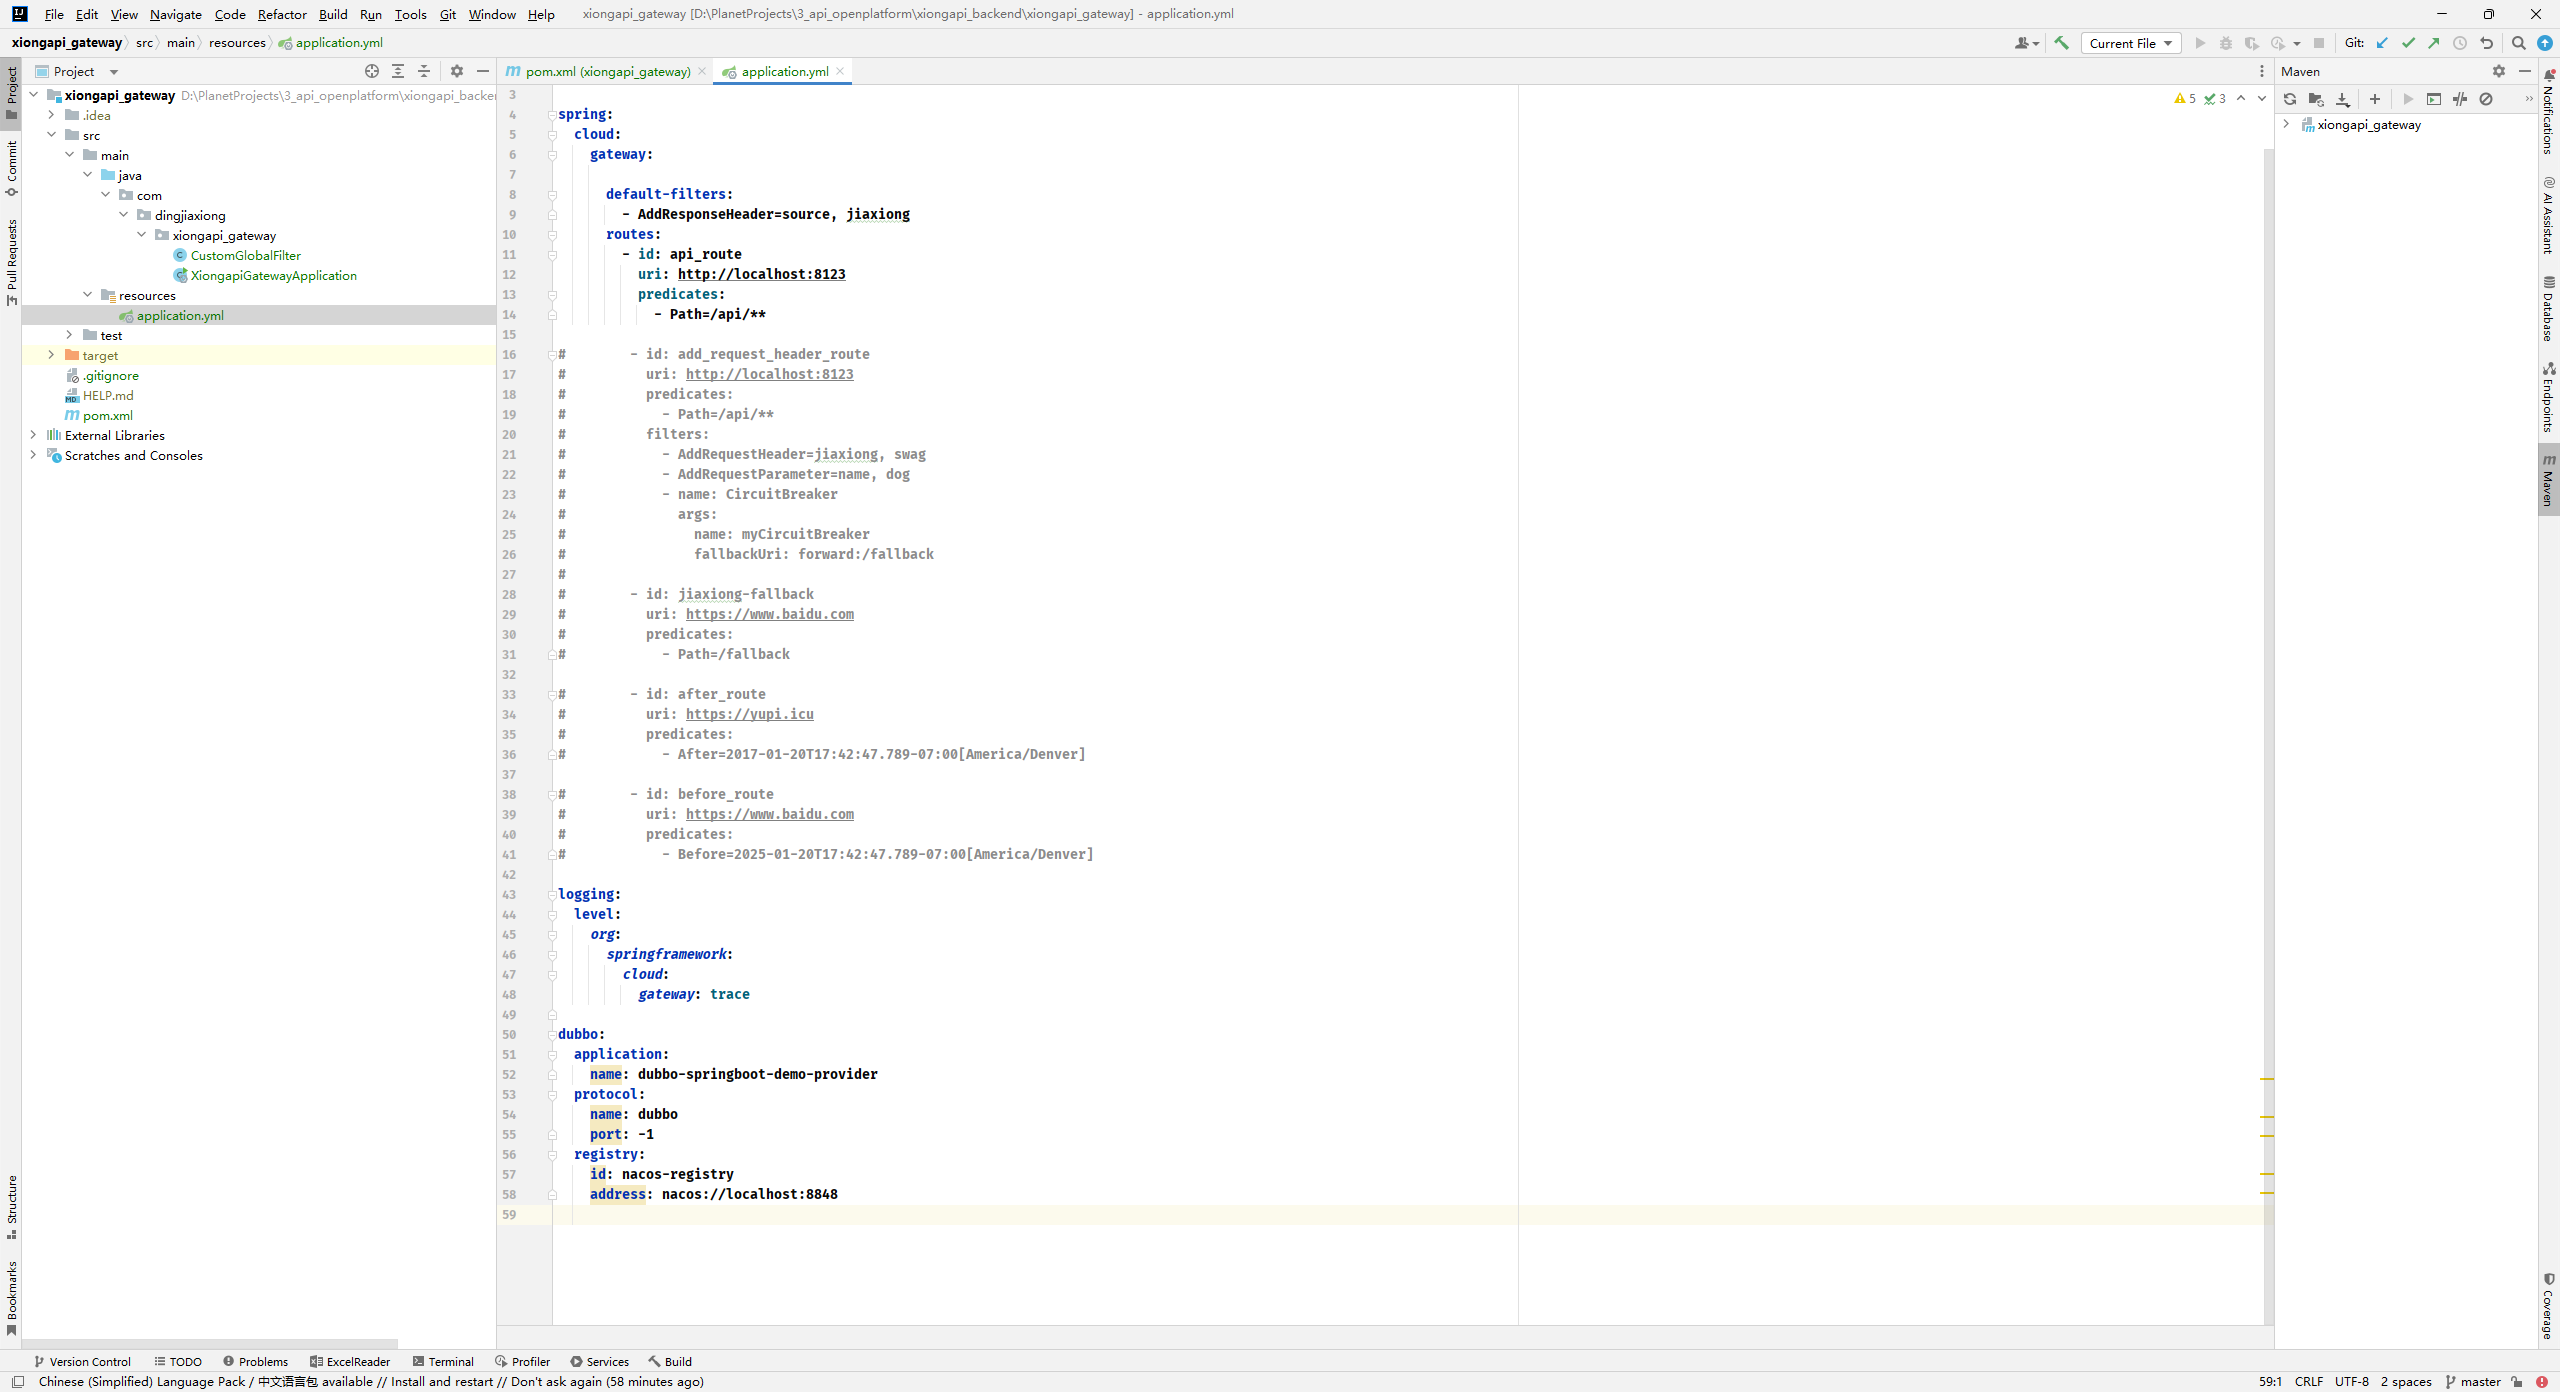 File Edit View Navigate Code Refactor Build Run Tools Git Window Help xiongapi_gateway [D:\PlanetProjects\3_api_openplatform\xiongapi_backend\xiongapi_gateway] - application.yml
xiongapi_gateway src main resources application.yml Current File Git:
Project
pom.xml (xiongapi_gateway) application.yml
Maven
xiongapi_gateway D:\PlanetProjects\3_api_openplatform\xiongapi_backen
.idea
src
main
java
com
dingjiaxiong
xiongapi_gateway
CustomGlobalFilter
XiongapiGatewayApplication
resources
application.yml
test
target
.gitignore
HELP.md
pom.xml
External Libraries
Scratches and Consoles
5 3
3
4 spring:
5 cloud:
6 gateway:
7
8 default-filters:
9 - AddResponseHeader=source, jiaxiong
10 routes:
11 - id: api_route
12 uri: http://localhost:8123
13 predicates:
14 - Path=/api/**
15
16 # - id: add_request_header_route
17 # uri: http://localhost:8123
18 # predicates:
19 # - Path=/api/**
20 # filters:
21 # - AddRequestHeader=jiaxiong, swag
22 # - AddRequestParameter=name, dog
23 # - name: CircuitBreaker
24 # args:
25 # name: myCircuitBreaker
26 # fallbackUri: forward:/fallback
27 #
28 # - id: jiaxiong-fallback
29 # uri: https://www.baidu.com
30 # predicates:
31 # - Path=/fallback
32
33 # - id: after_route
34 # uri: https://yupi.icu
35 # predicates:
36 # - After=2017-01-20T17:42:47.789-07:00[America/Denver]
37
38 # - id: before_route
39 # uri: https://www.baidu.com
40 # predicates:
41 # - Before=2025-01-20T17:42:47.789-07:00[America/Denver]
42
43 logging:
44 level:
45 org:
46 springframework:
47 cloud:
48 gateway: trace
49
50 dubbo:
51 application:
52 name: dubbo-springboot-demo-provider
53 protocol:
54 name: dubbo
55 port: -1
56 registry:
57 id: nacos-registry
58 address: nacos://localhost:8848
59
xiongapi_gateway
Project
Commit
Pull Requests
Structure
Bookmarks
Notifications
AI Assistant
Database
Endpoints
Maven
Coverage
Version Control TODO Problems ExcelReader Terminal Profiler Services Build
Chinese (Simplified) Language Pack / 中文语言包 available // Install and restart // Don't ask again (58 minutes ago) 59:1 CRLF UTF-8 2 spaces master